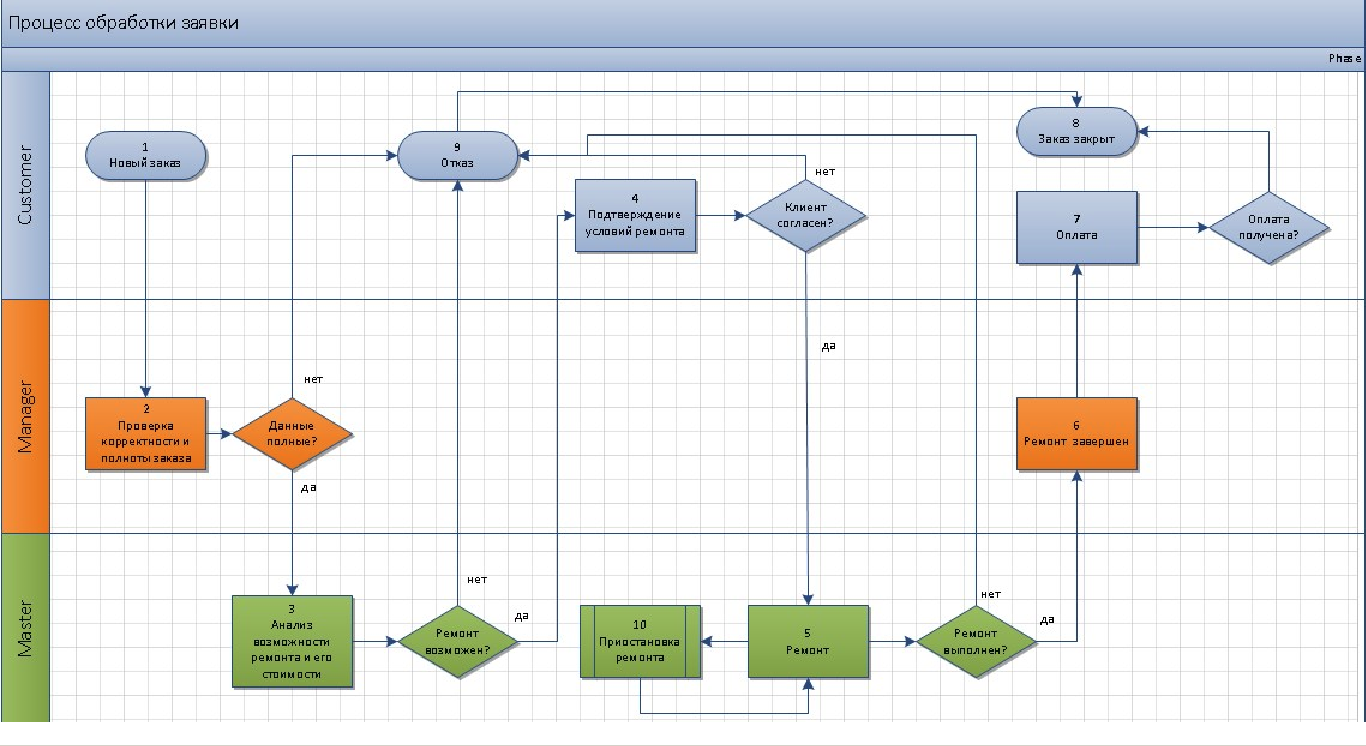 Процесс обработки заявки
Phase
Customer
1
Новый заказ
9
Отказ
4
Подтверждение
условий ремонта
нет
Клиент
согласен?
8
Заказ закрыт
7
Оплата
Оплата
получена?
Manager
2
Проверка
корректности и
полноты заказа
нет
Данные
полные?
да
да
6
Ремонт завершен
Master
3
Анализ
возможности
ремонта и его
стоимости
нет
Ремонт
возможен?
да
10
Приостановка
ремонта
5
Ремонт
нет
Ремонт
выполнен?
да